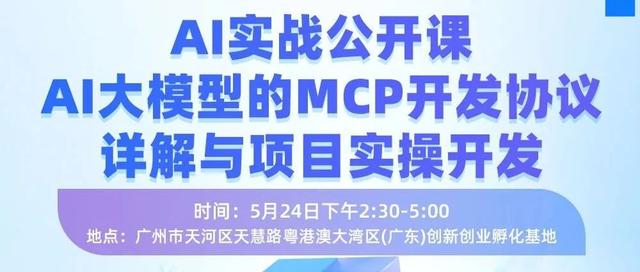 AI实战公开课
AI大模型的MCP开发协议
详解与项目实操开发
时间：5月24日下午2:30-5:00
地点：广州市天河区天慧路粤港澳大湾区(广东)创新创业孵化基地